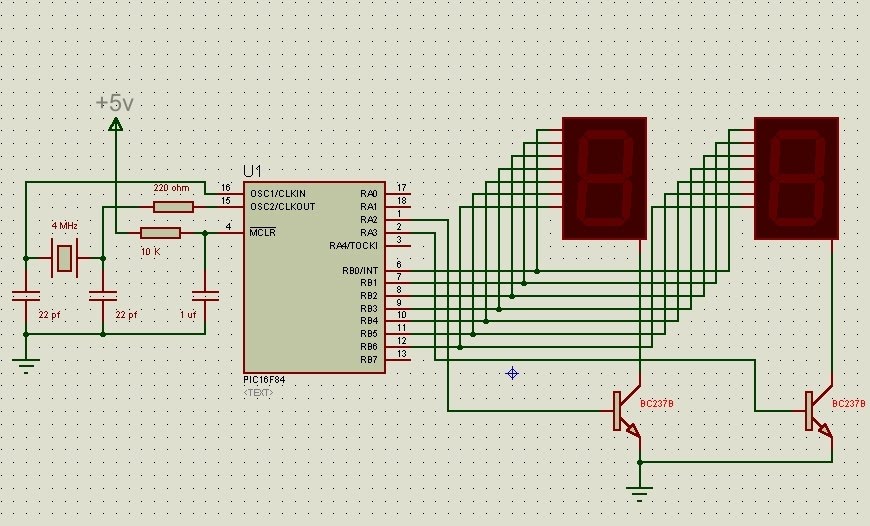 +5v
U1
220 ohm
4 MHz
10 K
22 pf
22 pf
1 uf
16
15
4
OSC1/CLKIN
OSC2/CLKOUT
MCLR
RA0
RA1
RA2
RA3
RA4/TOCKI
RB0/INT
RB1
RB2
RB3
RB4
RB5
RB6
RB7
17
18
1
2
3
6
7
8
9
10
11
12
13
PIC16F84
<TEXT>
8
8
BC237B
BC237B